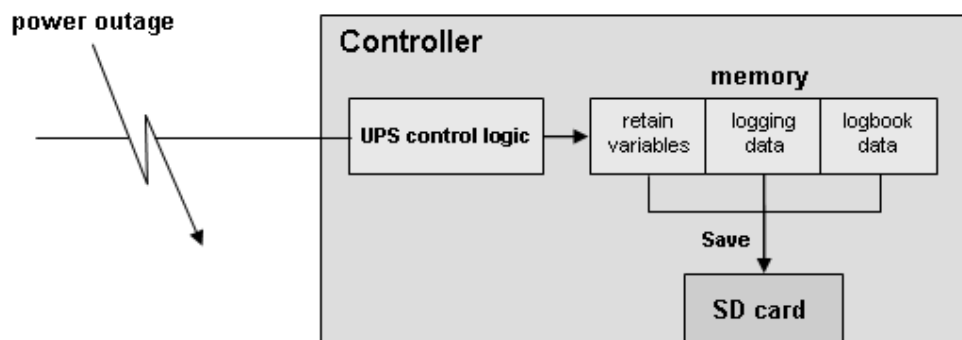 power outage
Controller
memory
UPS control logic
retain
variables
logging
data
logbook
data
Save
SD card